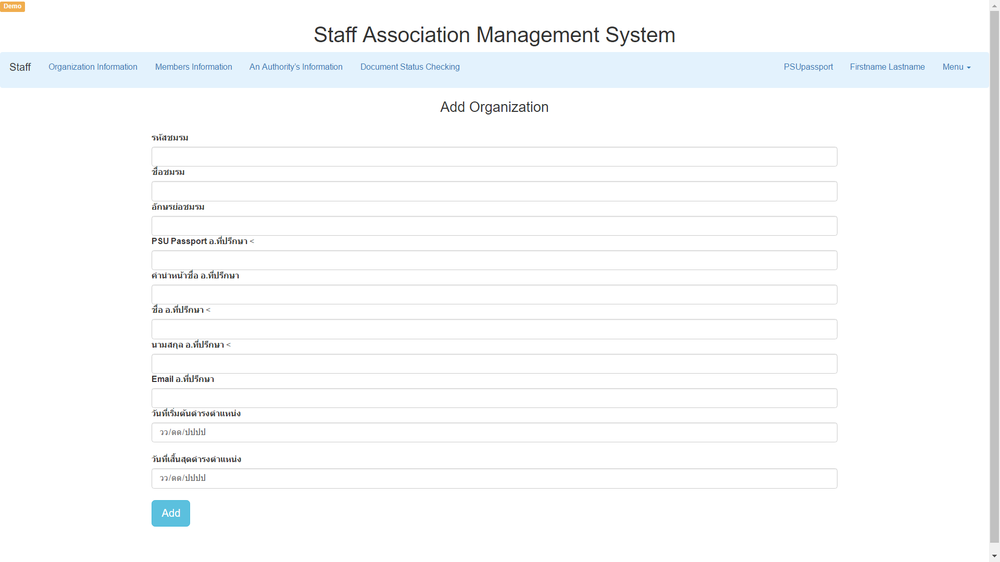 Demo
Staff Association Management System
Staff Organization Information Members Information An Authority’s Information Document Status Checking PSUpassport Firstname Lastname Menu
Add Organization
รหัสชมรม
ชื่อชมรม
อักษรย่อชมรม
PSU Passport อ.ที่ปรึกษา <
คำนำหน้าชื่อ อ.ที่ปรึกษา
ชื่อ อ.ที่ปรึกษา <
นามสกุล อ.ที่ปรึกษา <
Email อ.ที่ปรึกษา
วันที่เริ่มต้นดำรงตำแหน่ง
วว/ดด/ปปปป
วันที่เสิ้นสุดดำรงตำแหน่ง
วว/ดด/ปปปป
Add